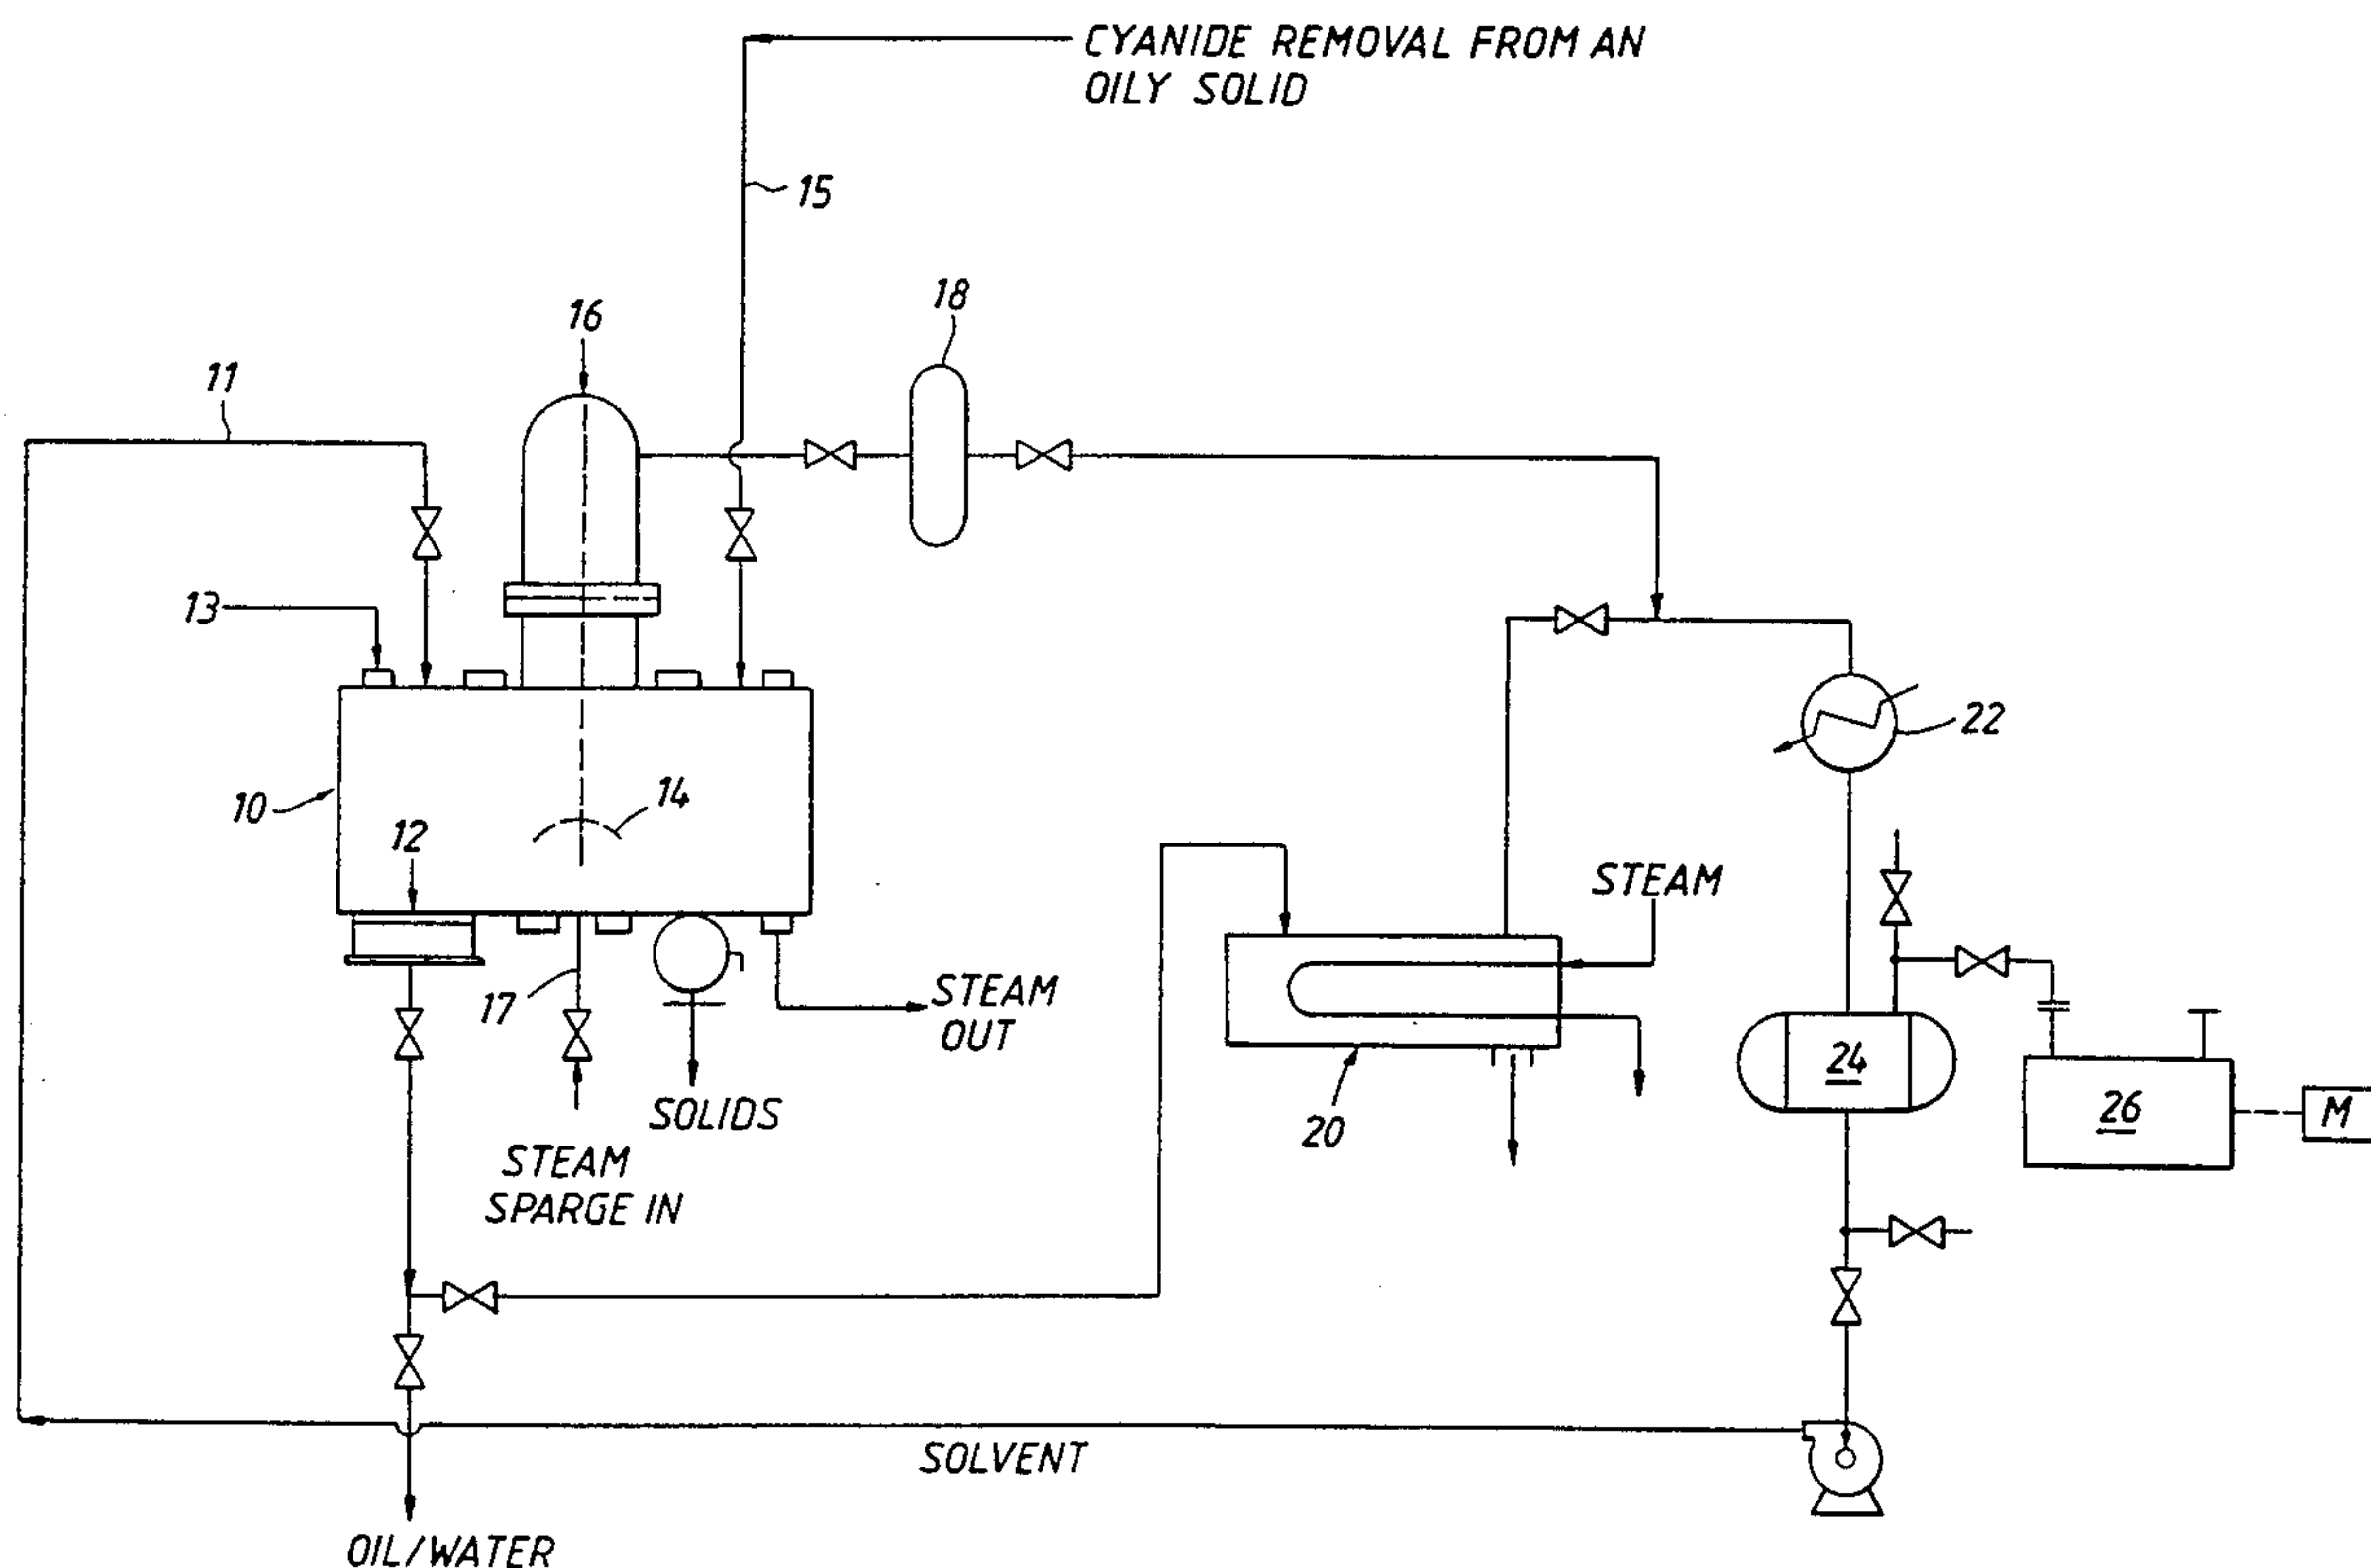 CYANIDE REMOVAL FROM AN
OILY SOLID
15
18
16
11
13
22
14
10
12
STEAM
17
STEAM
OUT
24
26
M
SOLIDS
20
STEAM
SPARGE IN
SOLVENT
OIL/WATER